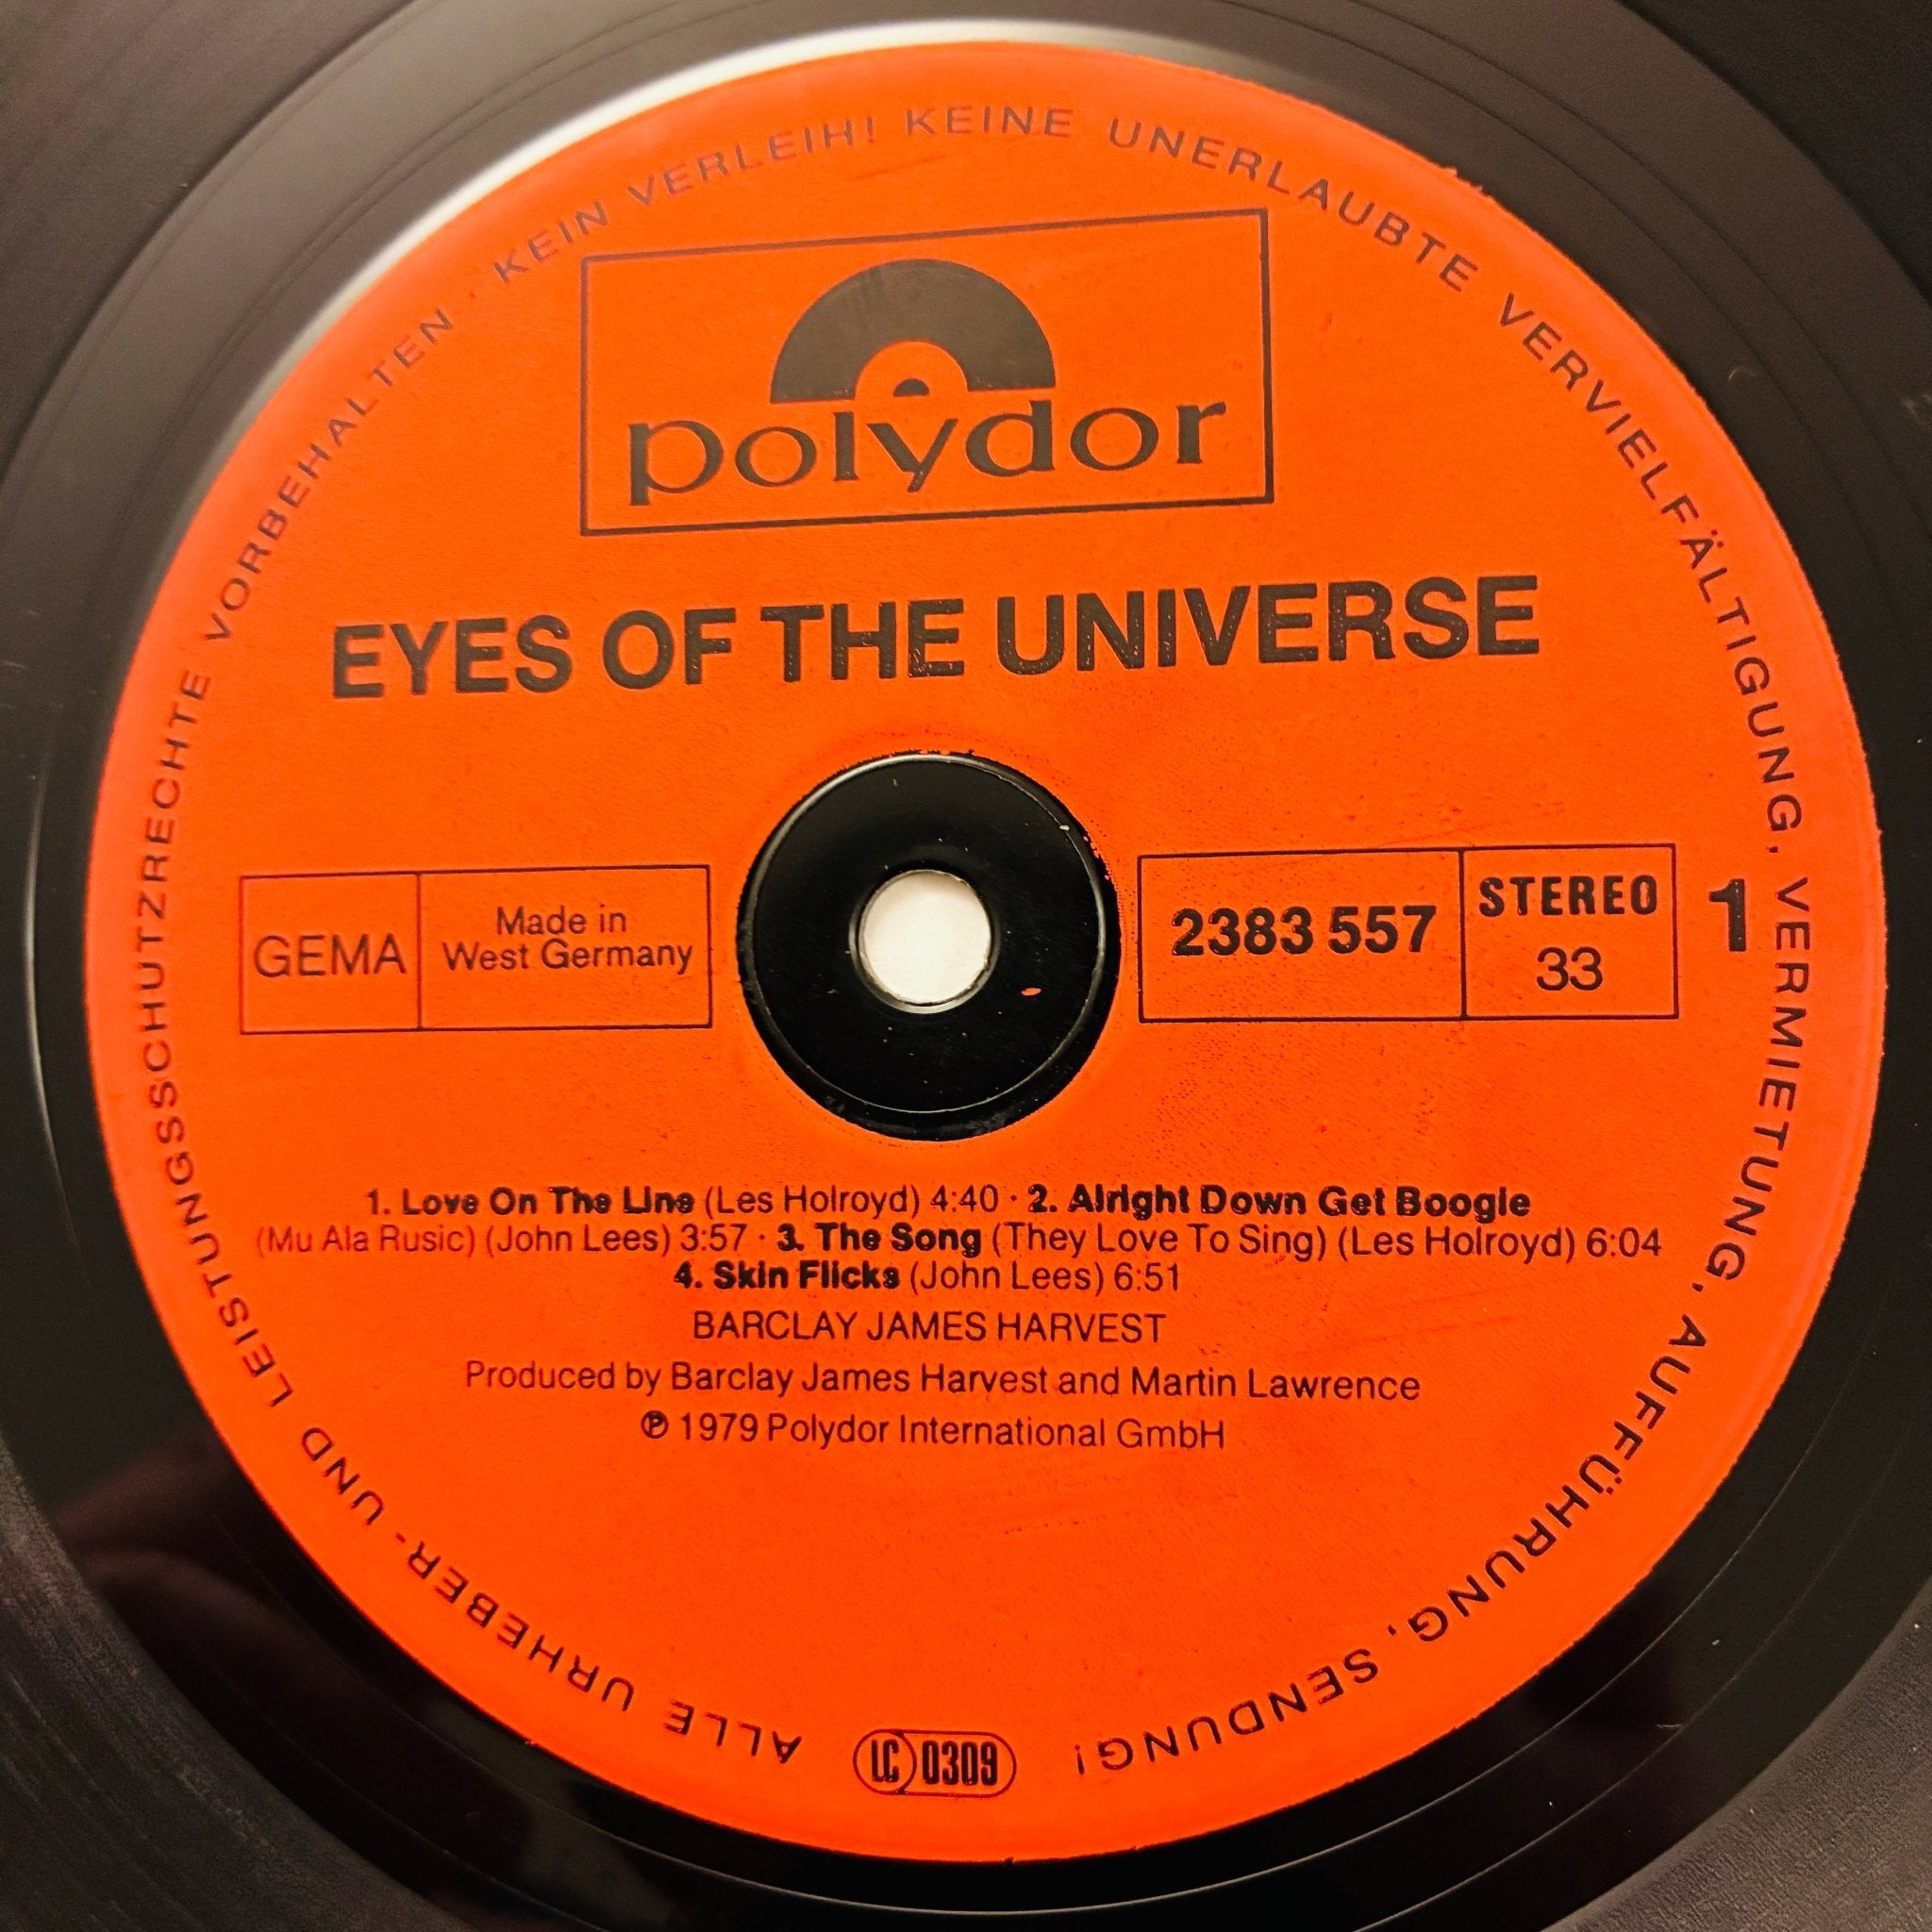 ALLE URHEBER- UND LEISTUNGSSCHUTZRECHTE VORBEHALTEN · KEIN VERLEIH! KEINE UNERLAUBTE VERVIELFÄLTIGUNG, VERMIETUNG, AUFFÜHRUNG, SENDUNG!
polydor
EYES OF THE UNIVERSE
GEMA
Made in
West Germany
2383 557
STEREO
33
1
1. Love On The Line (Les Holroyd) 4:40 · 2. Alright Down Get Boogie
(Mu Ala Rusic) (John Lees) 3:57 · 3. The Song (They Love To Sing) (Les Holroyd) 6:04
4. Skin Flicks (John Lees) 6:51
BARCLAY JAMES HARVEST
Produced by Barclay James Harvest and Martin Lawrence
℗ 1979 Polydor International GmbH
LC 0309